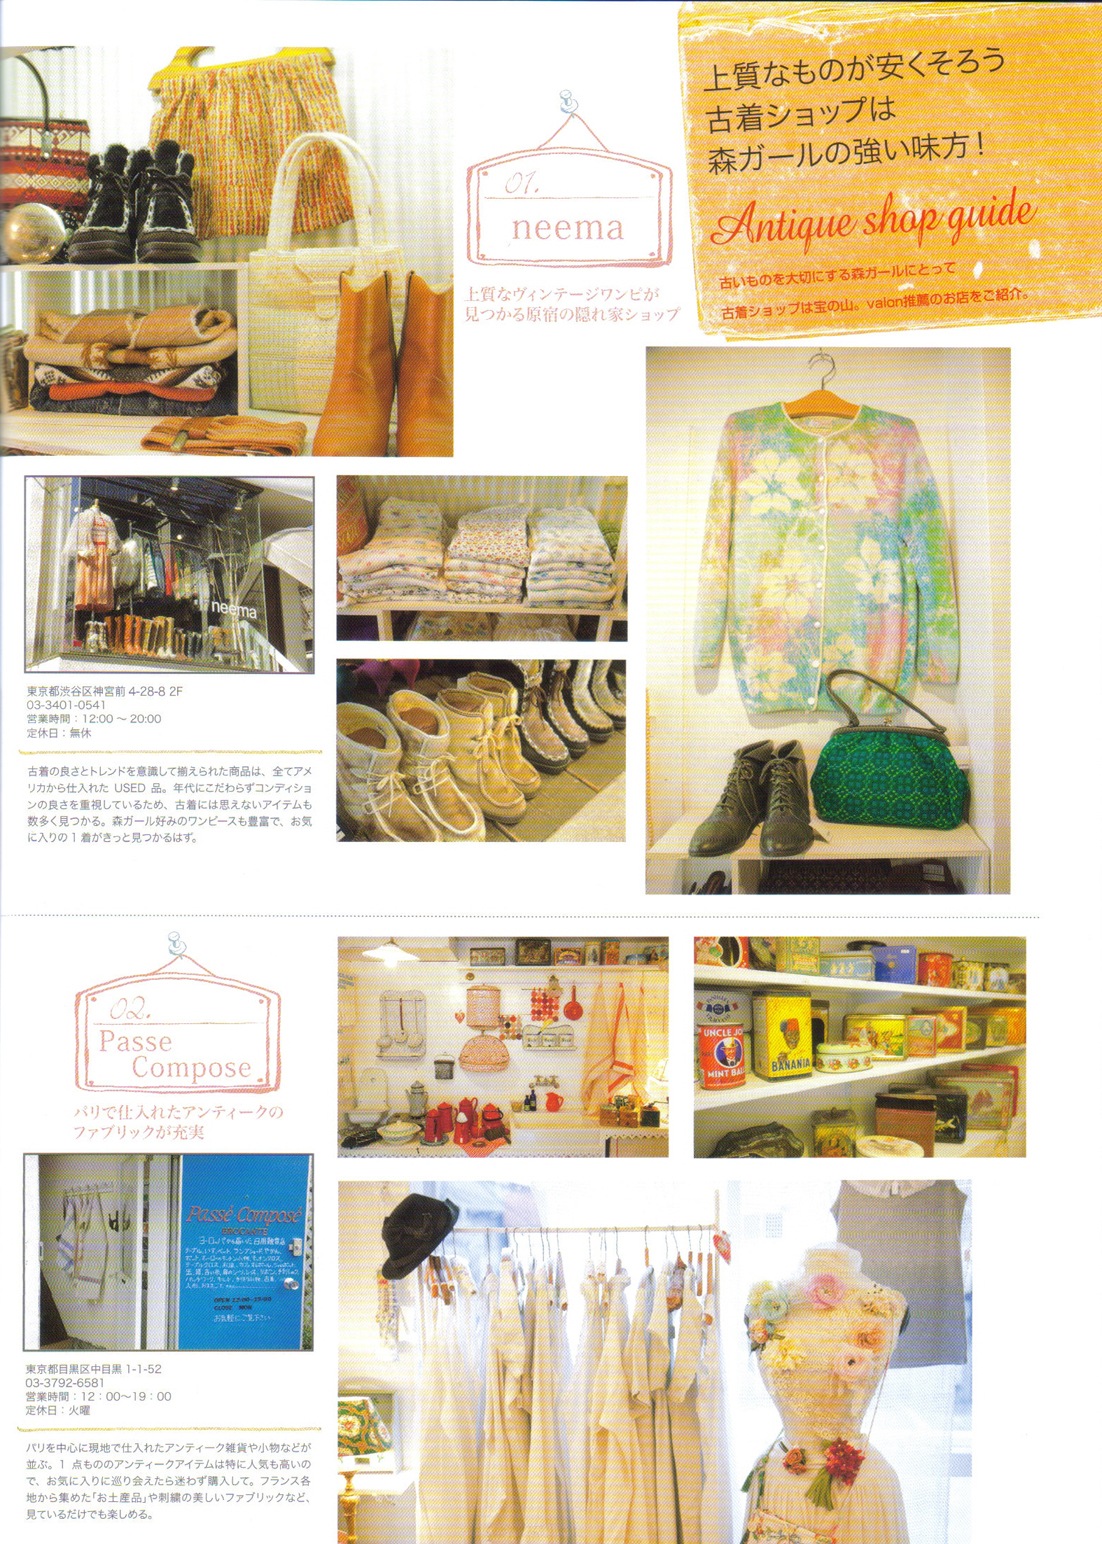 上質なものが安くそろう
古着ショップは
森ガールの強い味方！
Antique shop guide
古いものを大切にする森ガールにとって
古着ショップは宝の山。valon推薦のお店をご紹介。
01.
neema
上質なヴィンテージワンピが
見つかる原宿の隠れ家ショップ
neema
東京都渋谷区神宮前 4-28-8 2F
03-3401-0541
営業時間：12:00 〜 20:00
定休日：無休
古着の良さとトレンドを意識して揃えられた商品は、全てアメ
リカから仕入れた USED 品。年代にこだわらずコンディショ
ンの良さを重視しているため、古着には思えないアイテムも
数多く見つかる。森ガール好みのワンピースも豊富で、お気
に入りの 1 着がきっと見つかるはず。
02.
Passe
Compose
パリで仕入れたアンティークの
ファブリックが充実
UNCLE JO
MINT BAL
BANANIA
Passé Composé
BROCANTE
ヨーロッパから届いた日用雑貨店
OPEN 12:00-19:00
CLOSE
お気軽にご覧下さい
東京都目黒区中目黒 1-1-52
03-3792-6581
営業時間：12：00〜19：00
定休日：火曜
パリを中心に現地で仕入れたアンティーク雑貨や小物などが
並ぶ。1 点もののアンティークアイテムは特に人気も高いの
で、お気に入りに巡り会えたら迷わず購入して。フランス各
地から集めた「お土産品」や刺繍の美しいファブリックなど、
見ているだけでも楽しめる。